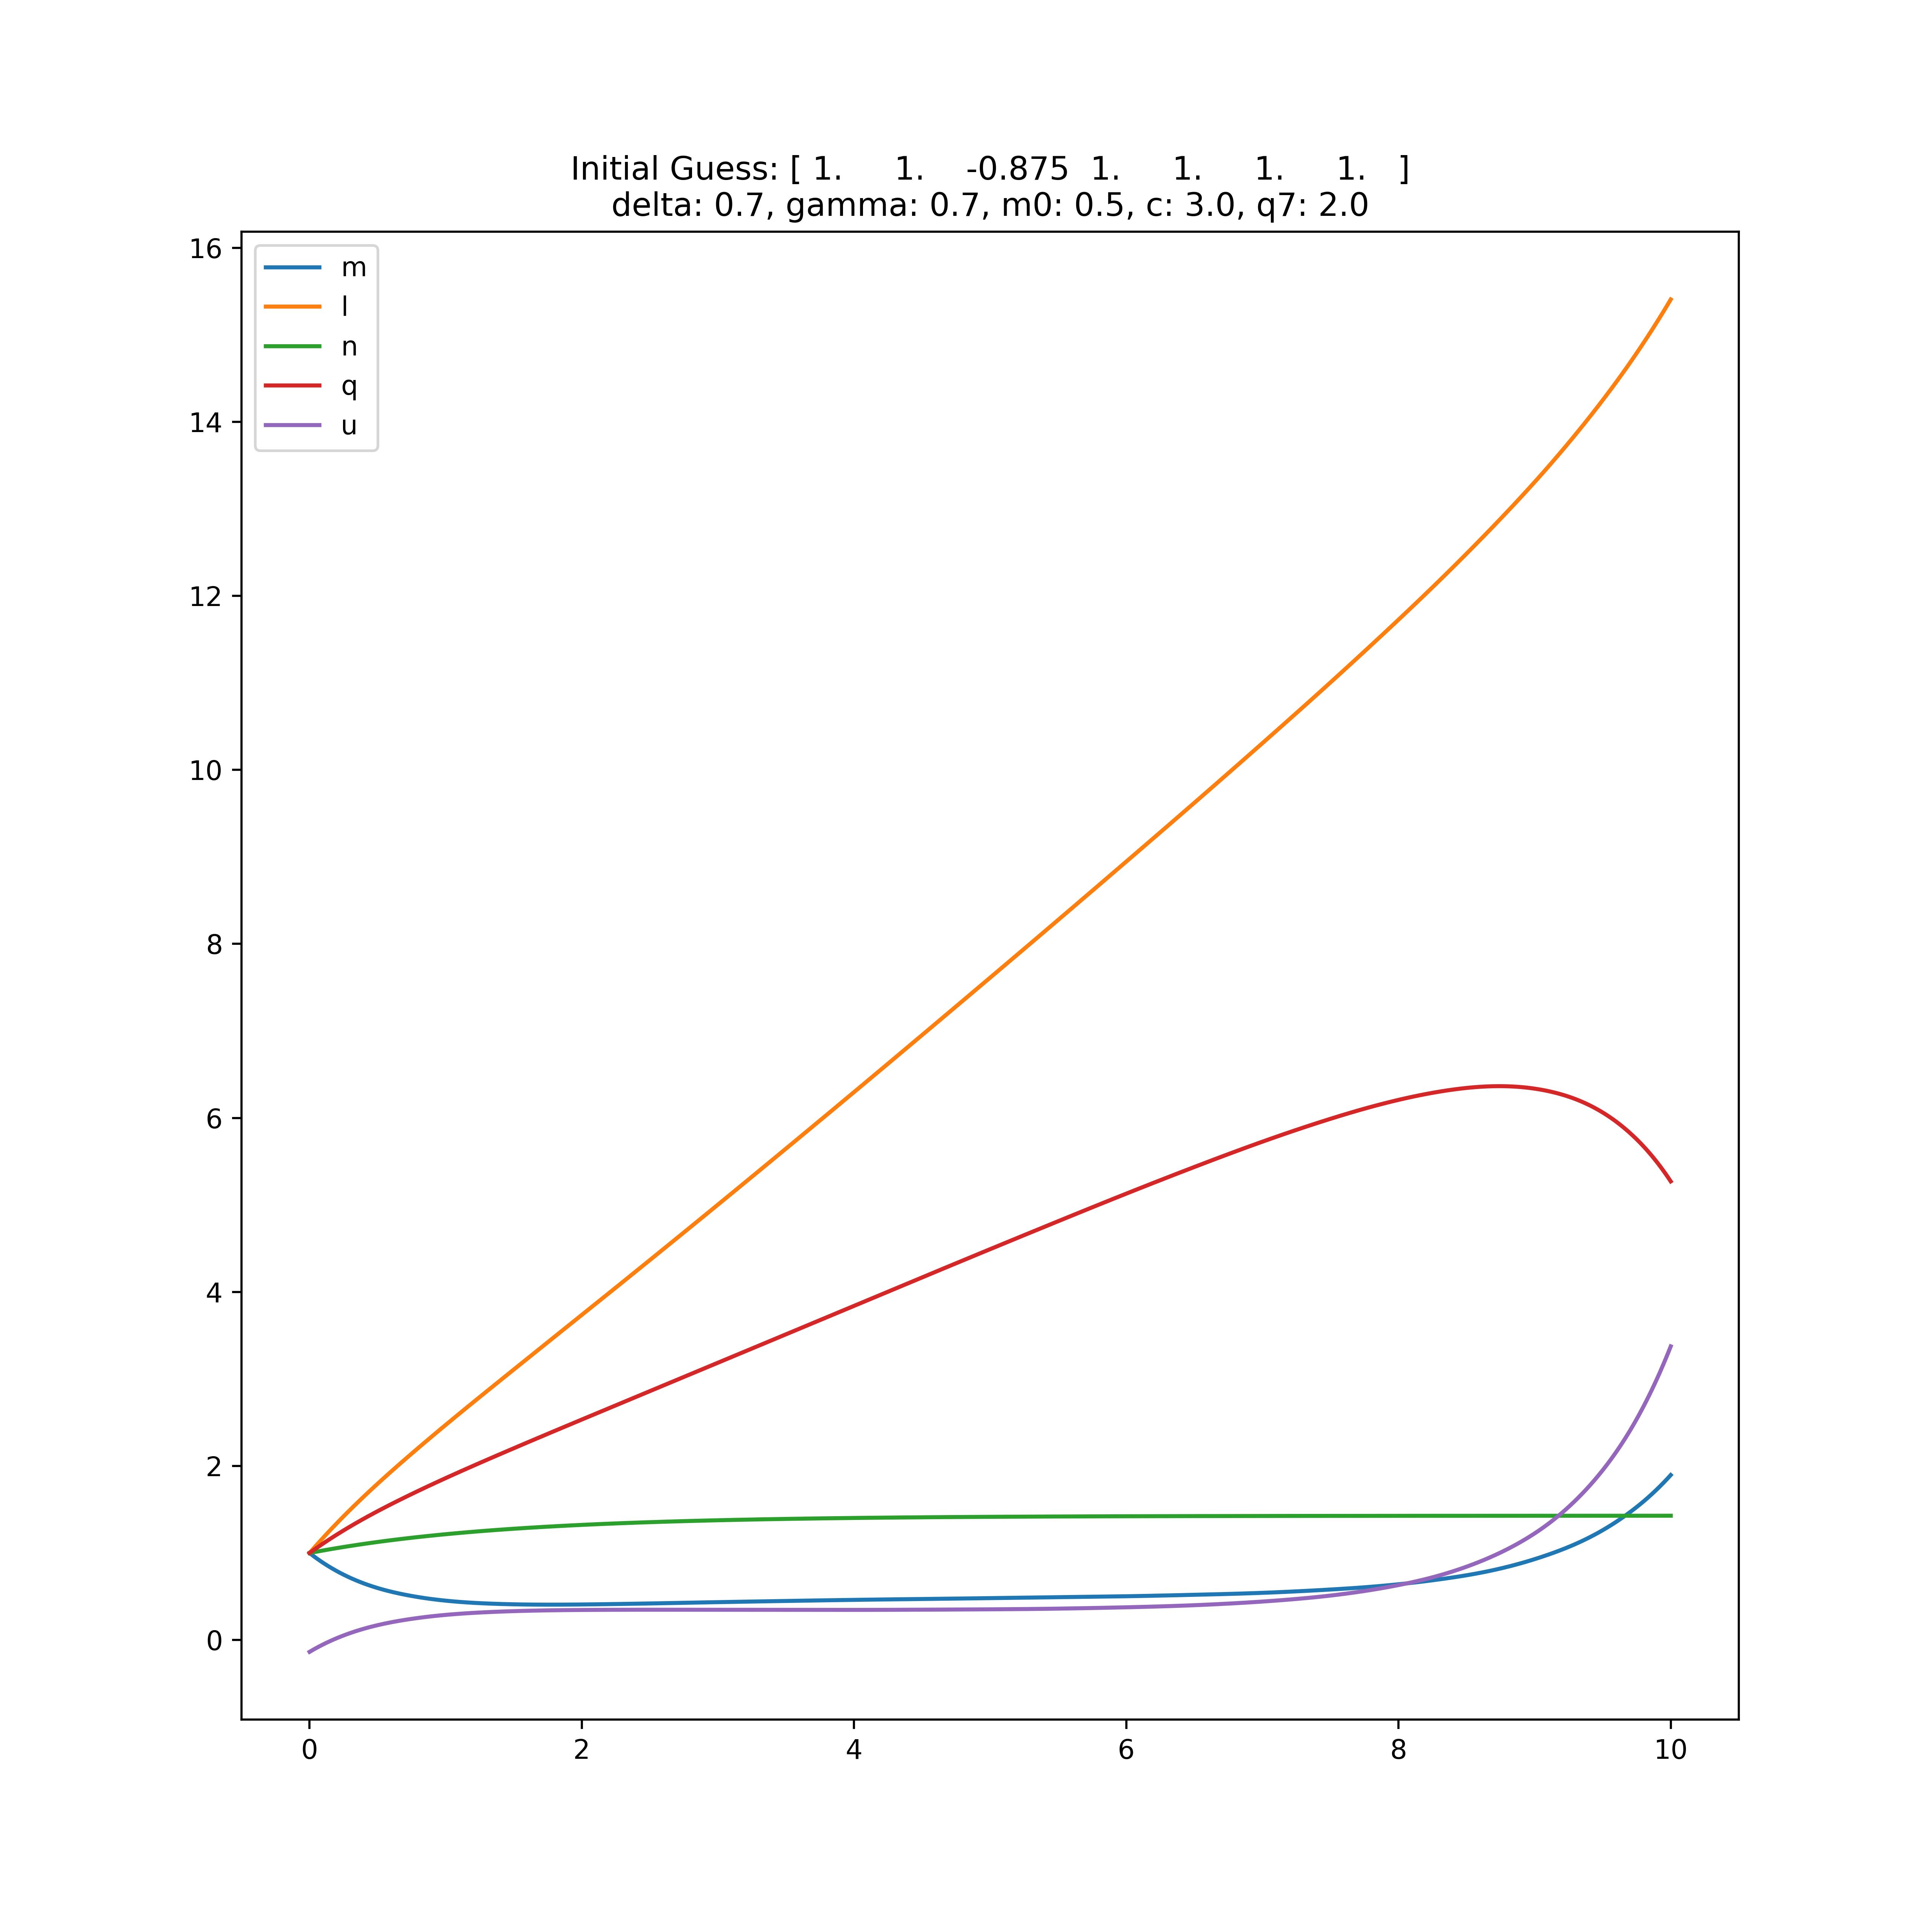 Initial Guess: [ 1. 1. -0.875 1. 1. 1. 1. ]
delta: 0.7, gamma: 0.7, m0: 0.5, c: 3.0, q7: 2.0
m
l
n
q
u
16
14
12
10
8
6
4
2
0
0 2 4 6 8 10